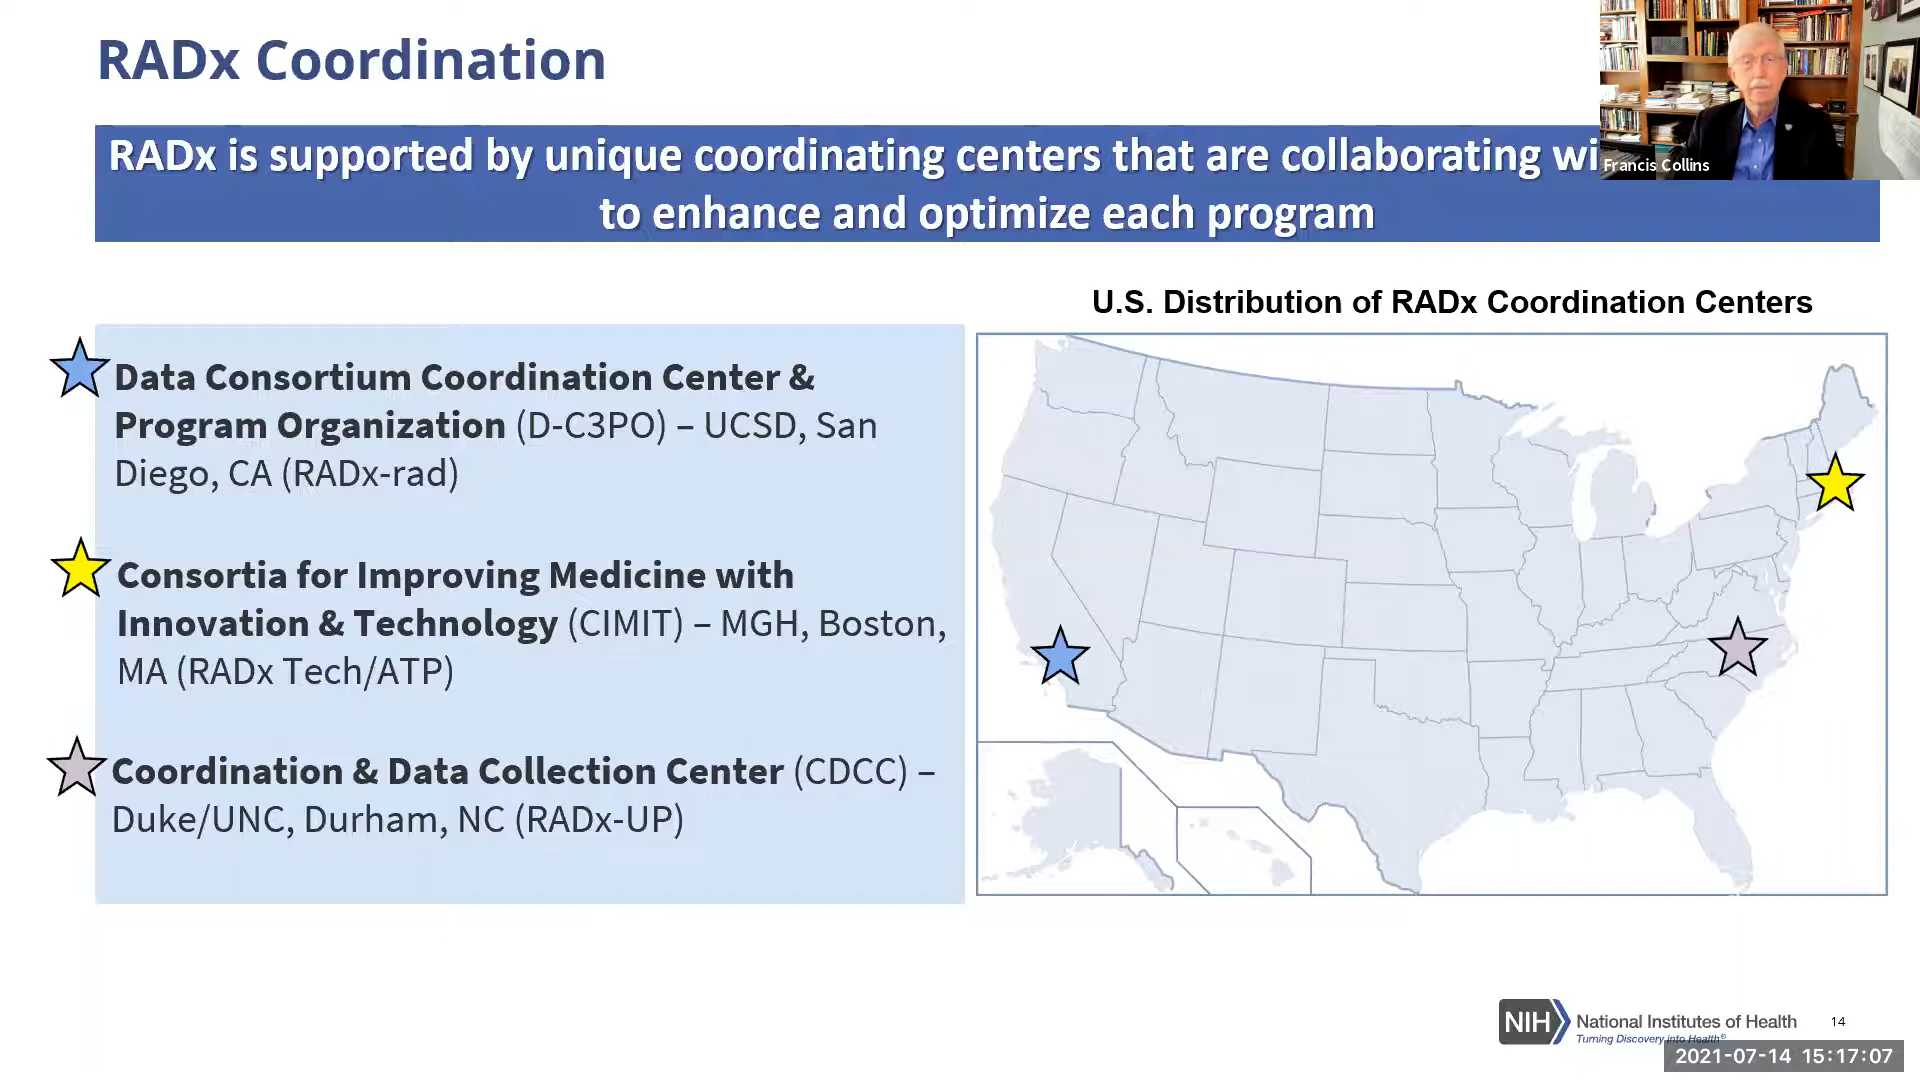 RADx Coordination
RADx is supported by unique coordinating centers that are collaborating wi
to enhance and optimize each program
Francis Collins
U.S. Distribution of RADx Coordination Centers
Data Consortium Coordination Center &
Program Organization (D-C3PO) – UCSD, San
Diego, CA (RADx-rad)
Consortia for Improving Medicine with
Innovation & Technology (CIMIT) – MGH, Boston,
MA (RADx Tech/ATP)
Coordination & Data Collection Center (CDCC) –
Duke/UNC, Durham, NC (RADx-UP)
NIH National Institutes of Health 14
Turning Discovery into Health®
2021-07-14 15:17:07